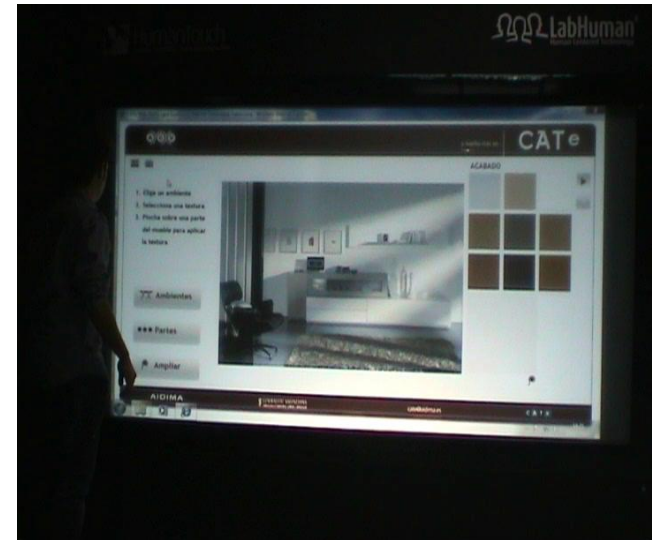 LabHuman
Humantouch
CATe
ACABADO
1. Elige un ambiente
2. Selecciona una textura
3. Pincha sobre una parte
del mueble para aplicar
la textura
Ambientes
Partes
Ampliar
AIDIMA
CATe